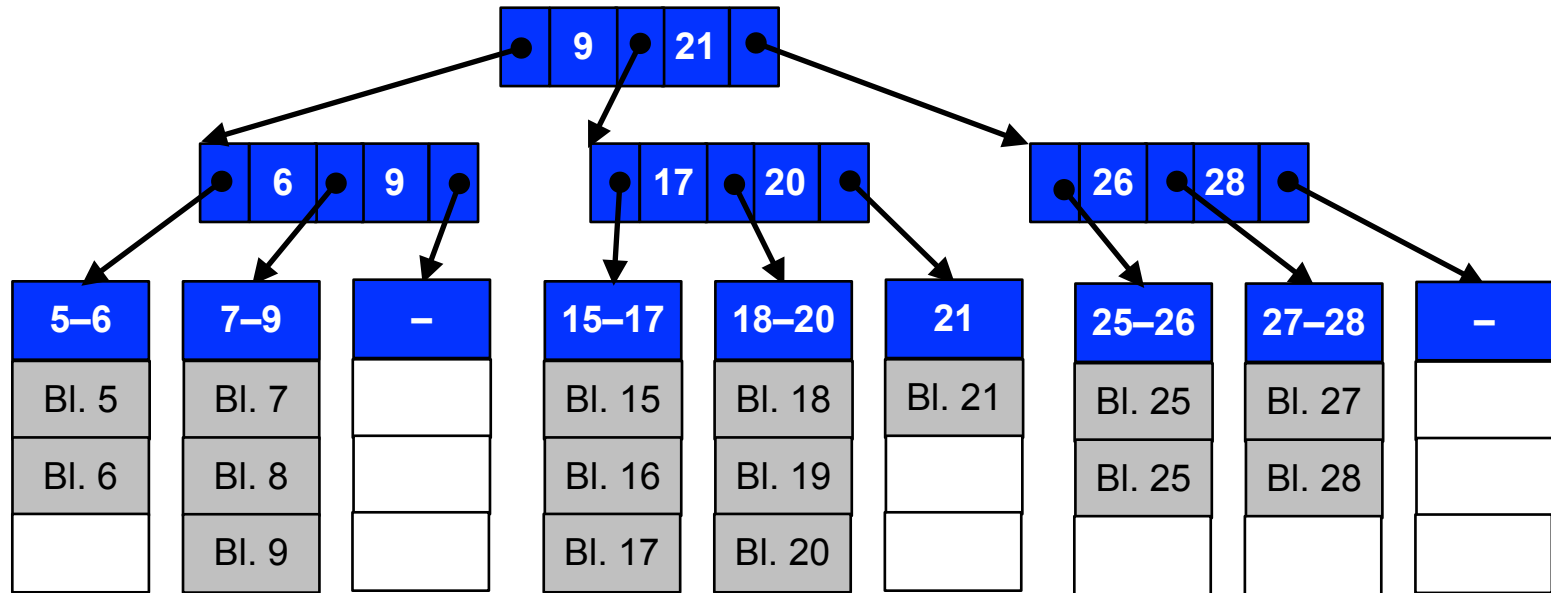 9 21
6 9
17 20
26 28
5–6 7–9 – 15–17 18–20 21 25–26 27–28 –
Bl. 5 Bl. 7 Bl. 15 Bl. 18 Bl. 21 Bl. 25 Bl. 27
Bl. 6 Bl. 8 Bl. 16 Bl. 19 Bl. 25 Bl. 28
Bl. 9 Bl. 17 Bl. 20